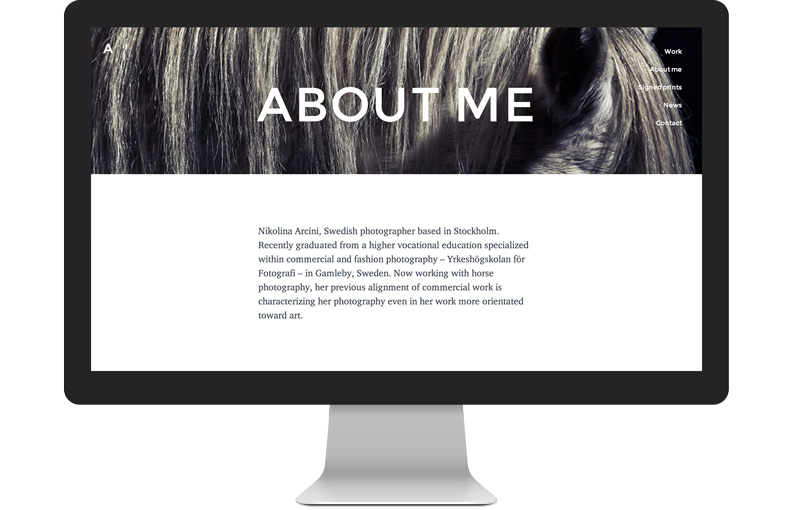 A
Work
About me
Signed prints
News
Contact
ABOUT ME
Nikolina Arcini, Swedish photographer based in Stockholm.
Recently graduated from a higher vocational education specialized
within commercial and fashion photography – Yrkeshögskolan för
Fotografi – in Gamleby, Sweden. Now working with horse
photography, her previous alignment of commercial work is
characterizing her photography even in her work more orientated
toward art.